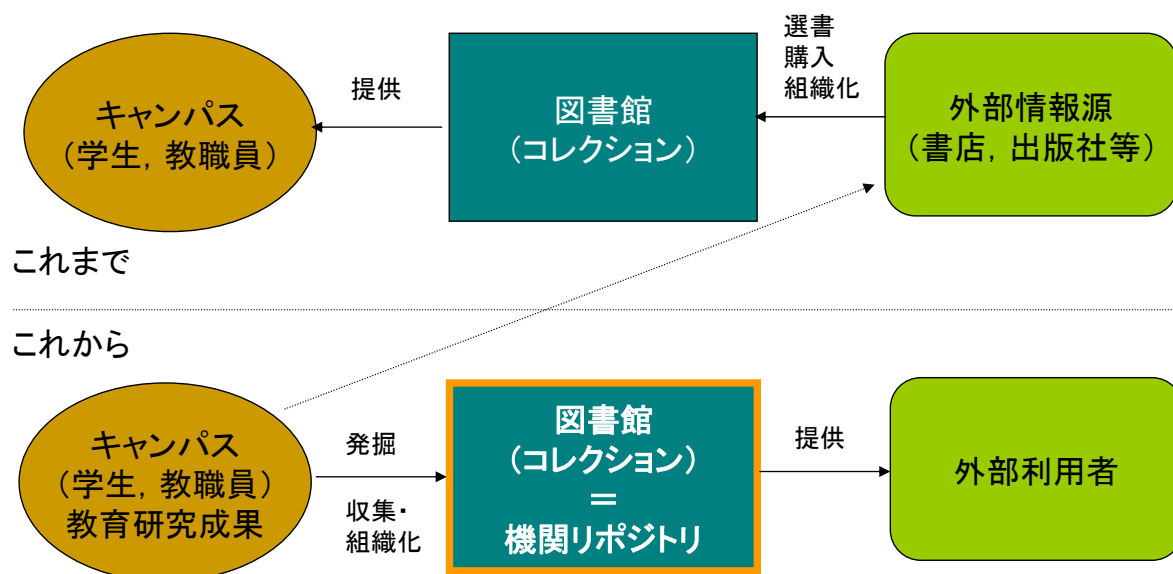 キャンパス
（学生，教職員）
提供
図書館
（コレクション）
選書
購入
組織化
外部情報源
（書店，出版社等）
これまで
これから
キャンパス
（学生，教職員）
教育研究成果
発掘
収集・
組織化
図書館
（コレクション）
＝
機関リポジトリ
提供
外部利用者